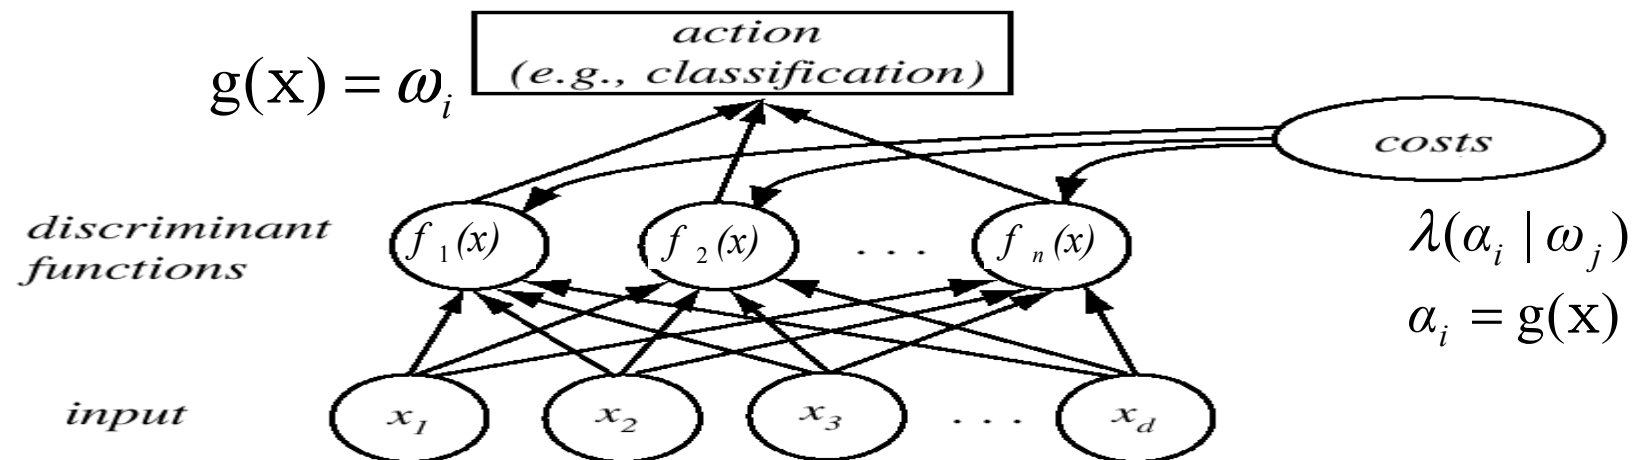 action
g(x) = ω_i (e.g., classification)
costs
discriminant functions
f_1(x) f_2(x) . . . f_n(x)
λ(α_i | ω_j)
α_i = g(x)
input x_1 x_2 x_3 . . . x_d